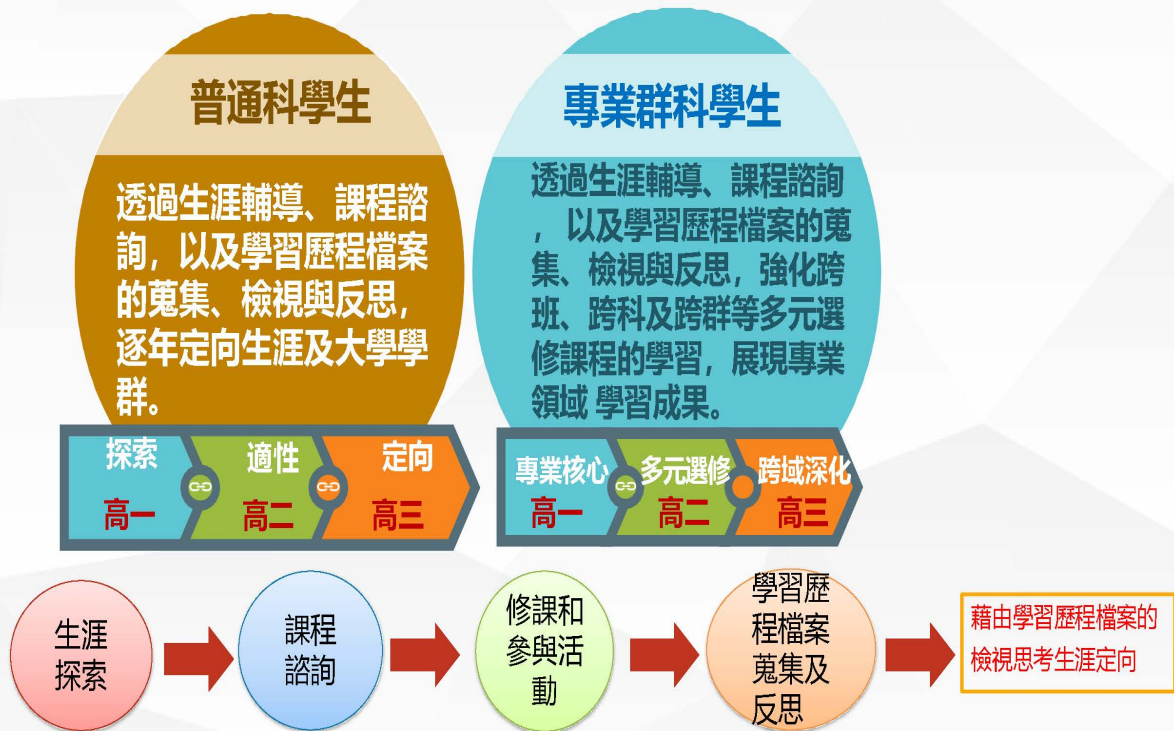 普通科學生
透過生涯輔導、課程諮
詢，以及學習歷程檔案
的蒐集、檢視與反思，
逐年定向生涯及大學學
群。
探索
適性
定向
高一
高二
高三
專業群科學生
透過生涯輔導、課程諮詢
， 以及學習歷程檔案的蒐
集、檢視與反思，強化跨
班、跨科及跨群等多元選
修課程的學習，展現專業
領域 學習成果。
專業核心
多元選修
跨域深化
高一
高二
高三
生涯
探索
課程
諮詢
修課和
參與活
動
學習歷
程檔案
蒐集及
反思
藉由學習歷程檔案的
檢視思考生涯定向